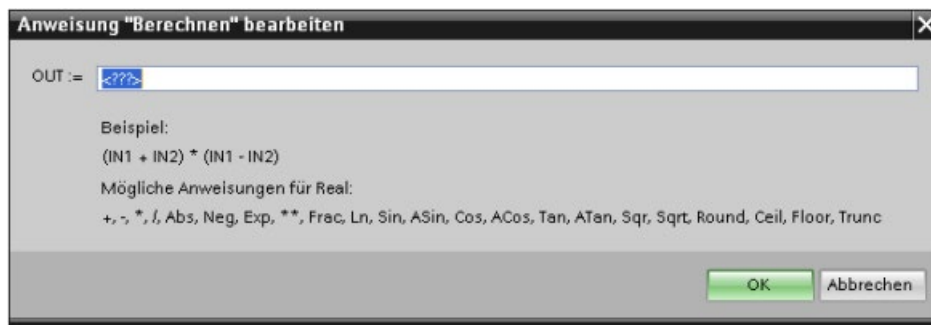 Anweisung "Berechnen" bearbeiten
OUT := <???>
Beispiel:
(IN1 + IN2) * (IN1 - IN2)
Mögliche Anweisungen für Real:
+, -, *, /, Abs, Neg, Exp, **, Frac, Ln, Sin, ASin, Cos, ACos, Tan, ATan, Sqr, Sqrt, Round, Ceil, Floor, Trunc
OK Abbrechen